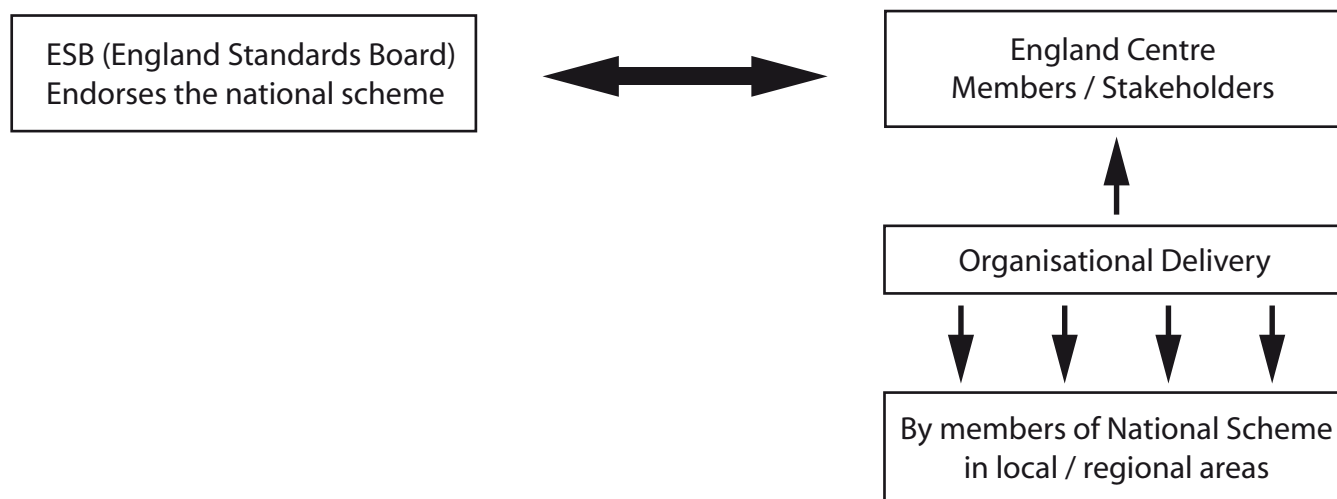 ESB (England Standards Board)
Endorses the national scheme
England Centre
Members / Stakeholders
Organisational Delivery
By members of National Scheme
in local / regional areas